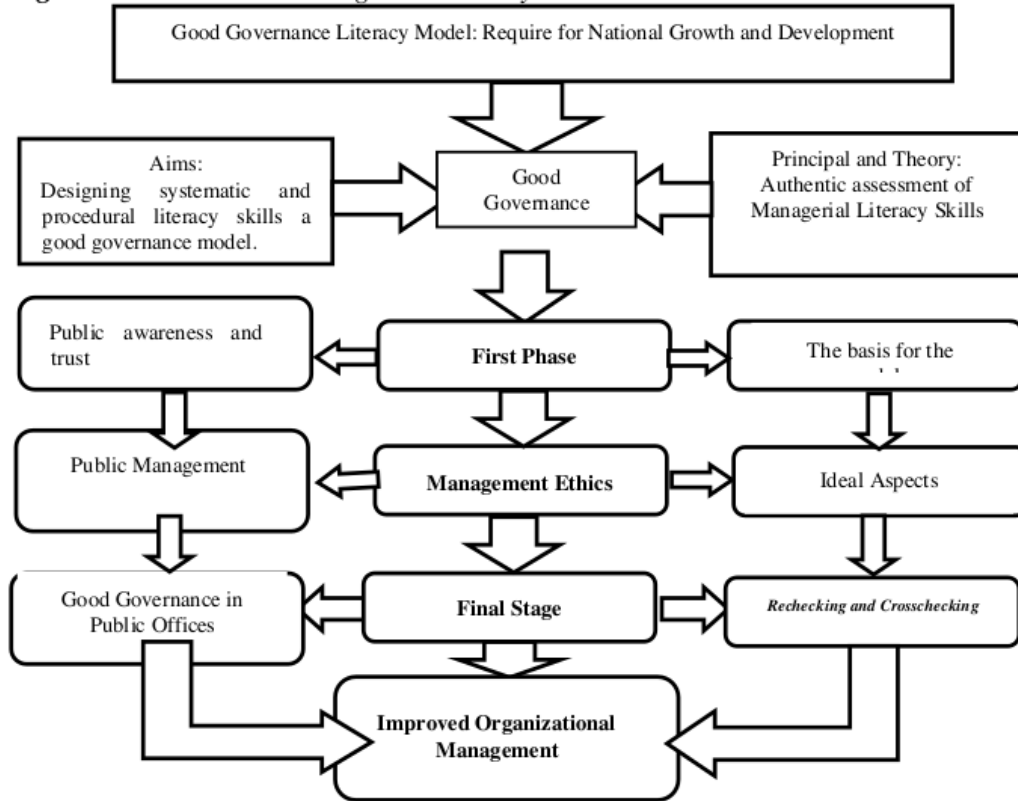 Good Governance Literacy Model: Require for National Growth and Development
Aims:
Designing systematic and
procedural literacy skills a
good governance model.
Good
Governance
Principal and Theory:
Authentic assessment of
Managerial Literacy Skills
Public awareness and
trust
First Phase
The basis for the
Public Management
Management Ethics
Ideal Aspects
Good Governance in
Public Offices
Final Stage
Rechecking and Crosschecking
Improved Organizational
Management